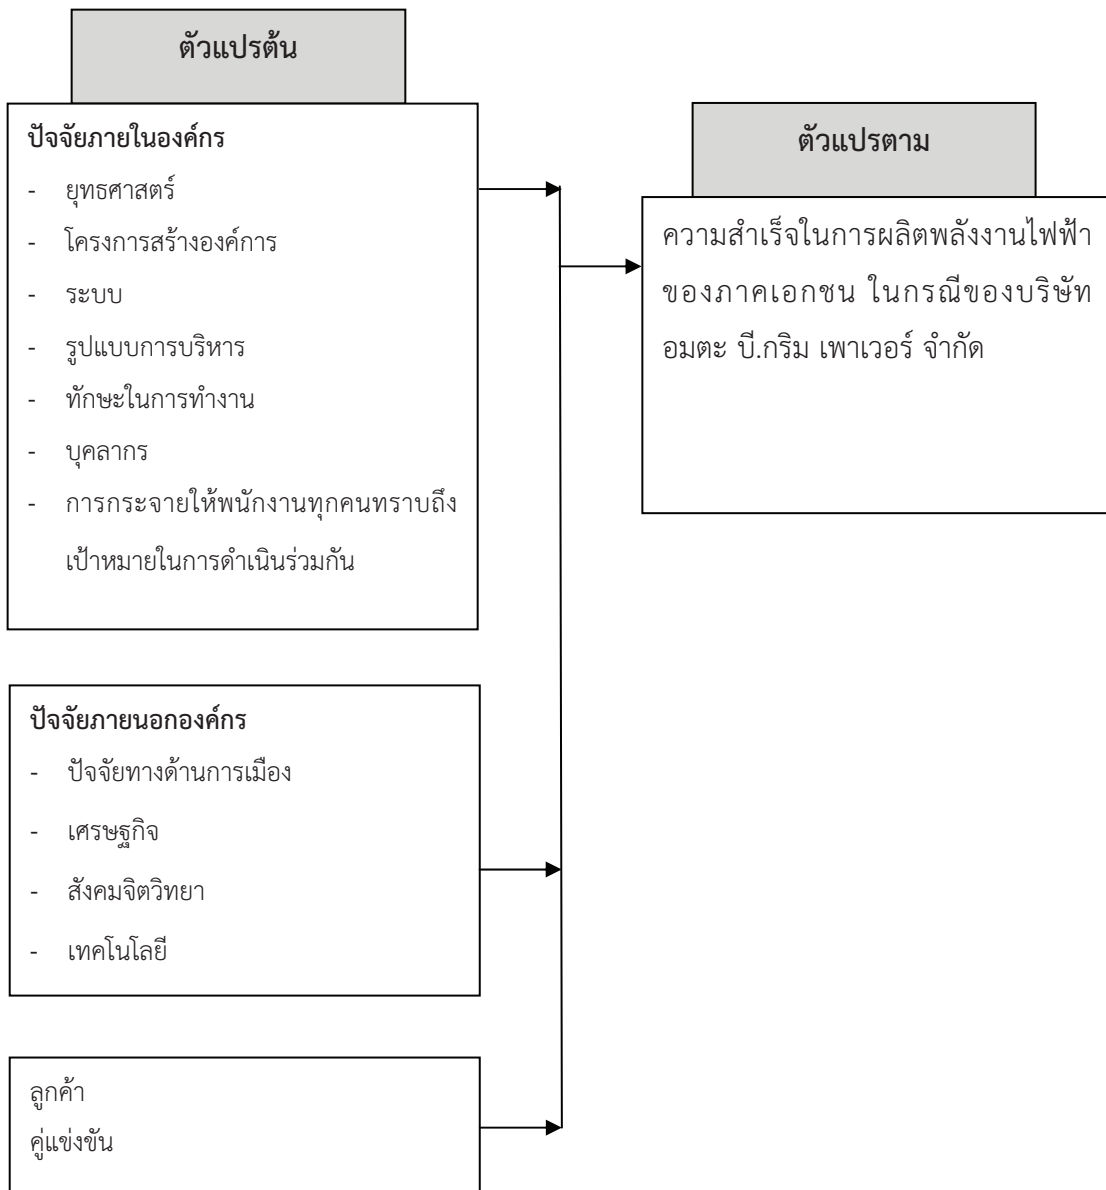 ตัวแปรต้น
ปัจจัยภายในองค์กร
- ยุทธศาสตร์
- โครงการสร้างองค์การ
- ระบบ
- รูปแบบการบริหาร
- ทักษะในการทำงาน
- บุคลากร
- การกระจายให้พนักงานทุกคนทราบถึง
เป้าหมายในการดำเนินร่วมกัน
ตัวแปรตาม
ความสำเร็จในการผลิตพลังงานไฟฟ้า
ของภาคเอกชน ในกรณีของบริษัท
อมตะ บี.กริม เพาเวอร์ จำกัด
ปัจจัยภายนอกองค์กร
- ปัจจัยทางด้านการเมือง
- เศรษฐกิจ
- สังคมจิตวิทยา
- เทคโนโลยี
ลูกค้า
คู่แข่งขัน